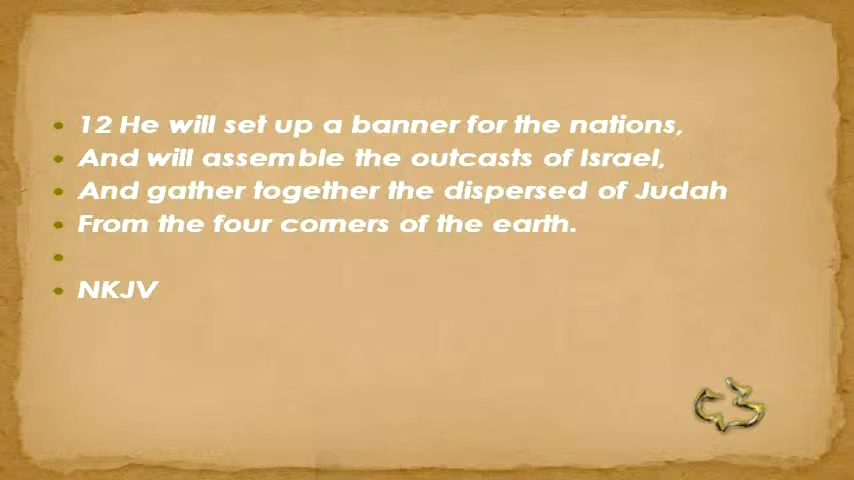 12 He will set up a banner for the nations,
And will assemble the outcasts of Israel,
And gather together the dispersed of Judah
From the four corners of the earth.
NKJV